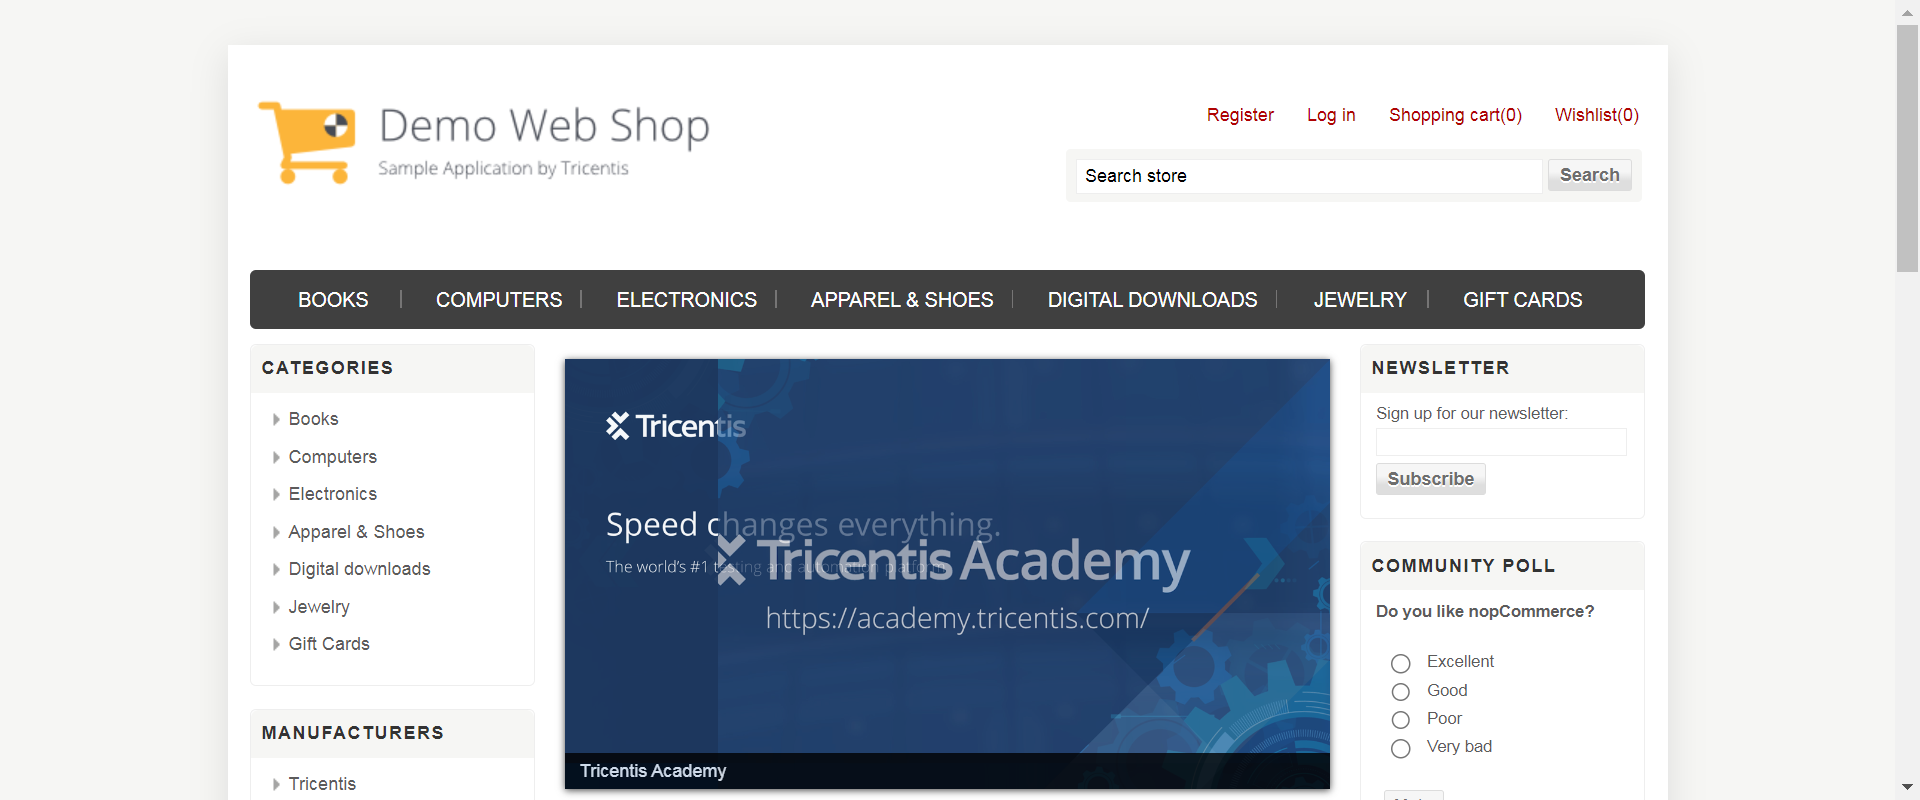 Demo Web Shop
Sample Application by Tricentis
Register
Log in
Shopping cart(0)
Wishlist(0)
Search store
Search
BOOKS
COMPUTERS
ELECTRONICS
APPAREL & SHOES
DIGITAL DOWNLOADS
JEWELRY
GIFT CARDS
CATEGORIES
Books
Computers
Electronics
Apparel & Shoes
Digital downloads
Jewelry
Gift Cards
MANUFACTURERS
Tricentis
Tricentis
Speed changes everything.
The world's #1 testing and automation platform
Tricentis Academy
https://academy.tricentis.com/
Tricentis Academy
NEWSLETTER
Sign up for our newsletter:
Subscribe
COMMUNITY POLL
Do you like nopCommerce?
Excellent
Good
Poor
Very bad